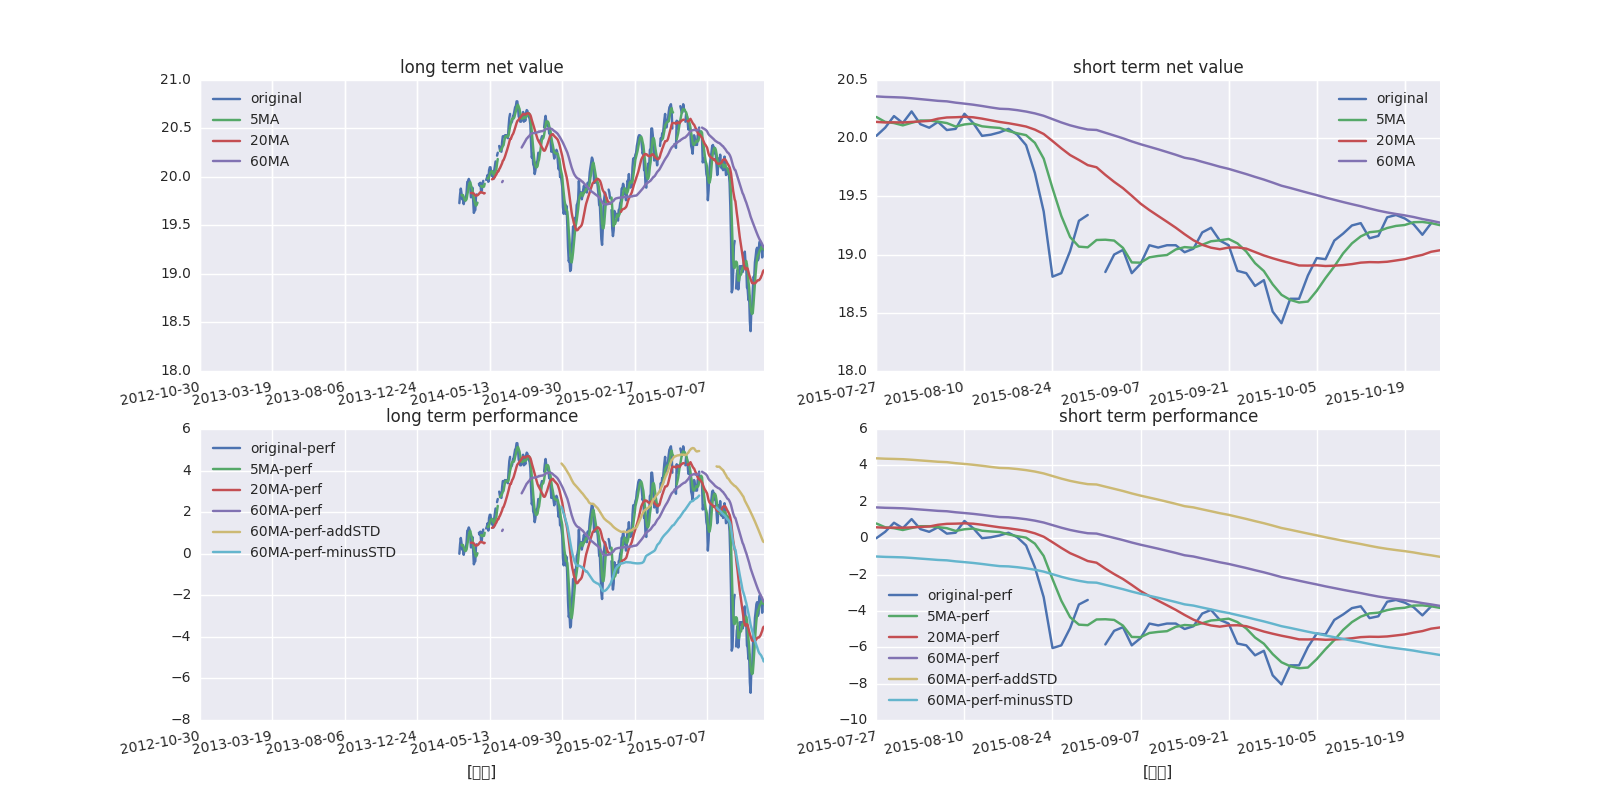 long term net value
21.0
20.5
20.0
19.5
19.0
18.5
18.0
original
5MA
20MA
60MA
2012-10-30
2013-03-19
2013-08-06
2013-12-24
2014-05-13
2014-09-30
2015-02-17
2015-07-07
short term net value
20.5
20.0
19.5
19.0
18.5
18.0
original
5MA
20MA
60MA
2015-07-27
2015-08-10
2015-08-24
2015-09-07
2015-09-21
2015-10-05
2015-10-19
long term performance
6
4
2
0
−2
−4
−6
−8
original-perf
5MA-perf
20MA-perf
60MA-perf
60MA-perf-addSTD
60MA-perf-minusSTD
2012-10-30
2013-03-19
2013-08-06
2013-12-24
2014-05-13
2014-09-30
2015-02-17
2015-07-07
short term performance
6
4
2
0
−2
−4
−6
−8
−10
original-perf
5MA-perf
20MA-perf
60MA-perf
60MA-perf-addSTD
60MA-perf-minusSTD
2015-07-27
2015-08-10
2015-08-24
2015-09-07
2015-09-21
2015-10-05
2015-10-19